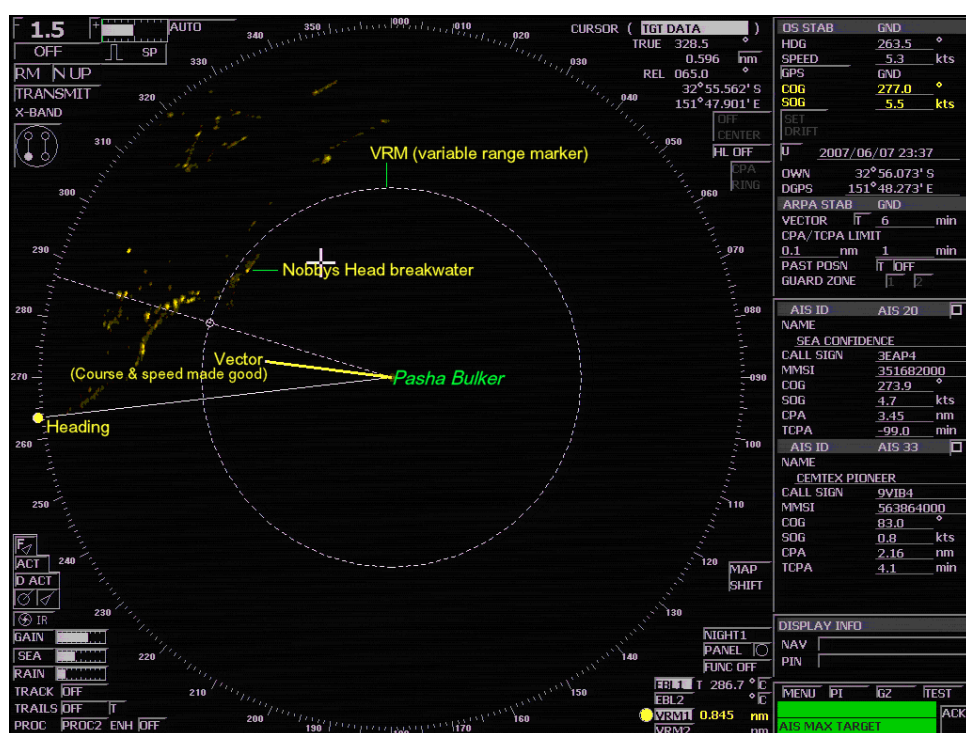 1.5 + AUTO
OFF SP
RM N UP
TRANSMIT
X-BAND
CURSOR ( TGT DATA )
TRUE 328.5 °
0.596 nm
REL 065.0 °
32°55.562' S
151°47.901' E
OFF
CENTER
HL OFF
CPA
RING
000
010
020
030
040
050
060
070
080
090
100
110
120
130
140
150
160
170
180
190
200
210
220
230
240
250
260
270
280
290
300
310
320
330
340
350
VRM (variable range marker)
Nobbys Head breakwater
Vector
(Course & speed made good)
Pasha Bulker
Heading
F
ACT
D ACT
IR
GAIN
SEA
RAIN
TRACK OFF
TRAILS OFF T
PROC PROC2 ENH OFF
MAP
SHIFT
NIGHT1
PANEL
FUNC OFF
EBL1 T 286.7 ° C
EBL2 ° C
VRM1 0.845 nm
VRM2 nm
OS STAB GND
HDG 263.5 °
SPEED 5.3 kts
GPS GND
COG 277.0 °
SOG 5.5 kts
SET
DRIFT
U 2007/06/07 23:37
OWN 32°56.073' S
DGPS 151°48.273' E
ARPA STAB GND
VECTOR T 6 min
CPA/TCPA LIMIT
0.1 nm 1 min
PAST POSN T OFF
GUARD ZONE 1 2
AIS ID AIS 20
NAME
SEA CONFIDENCE
CALL SIGN 3EAP4
MMSI 351682000
COG 273.9 °
SOG 4.7 kts
CPA 3.45 nm
TCPA -99.0 min
AIS ID AIS 33
NAME
CEMTEX PIONEER
CALL SIGN 9VIB4
MMSI 563864000
COG 83.0 °
SOG 0.8 kts
CPA 2.16 nm
TCPA 4.1 min
DISPLAY INFO
NAV
PIN
MENU PI GZ TEST
ACK
AIS MAX TARGET